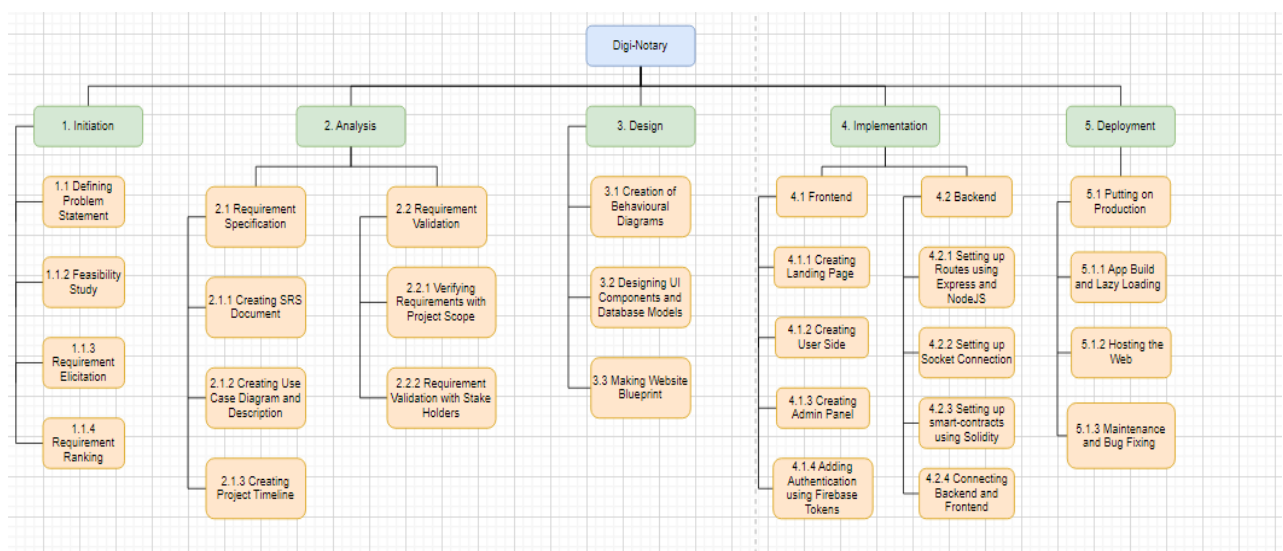 Digi-Notary
1. Initiation
2. Analysis
3. Design
4. Implementation
5. Deployment
1.1 Defining
Problem
Statement
1.1.2 Feasibility
Study
1.1.3
Requirement
Elicitation
1.1.4
Requirement
Ranking
2.1 Requirement
Specification
2.1.1 Creating SRS
Document
2.1.2 Creating Use
Case Diagram and
Description
2.1.3 Creating
Project Timeline
2.2 Requirement
Validation
2.2.1 Verifying
Requirements with
Project Scope
2.2.2 Requirement
Validation with Stake
Holders
3.1 Creation of
Behavioural
Diagrams
3.2 Designing UI
Components and
Database Models
3.3 Making Website
Blueprint
4.1 Frontend
4.1.1 Creating
Landing Page
4.1.2 Creating
User Side
4.1.3 Creating
Admin Panel
4.1.4 Adding
Authentication
using Firebase
Tokens
4.2 Backend
4.2.1 Setting up
Routes using
Express and
NodeJS
4.2.2 Setting up
Socket Connection
4.2.3 Setting up
smart-contracts
using Solidity
4.2.4 Connecting
Backend and
Frontend
5.1 Putting on
Production
5.1.1 App Build
and Lazy Loading
5.1.2 Hosting the
Web
5.1.3 Maintenance
and Bug Fixing